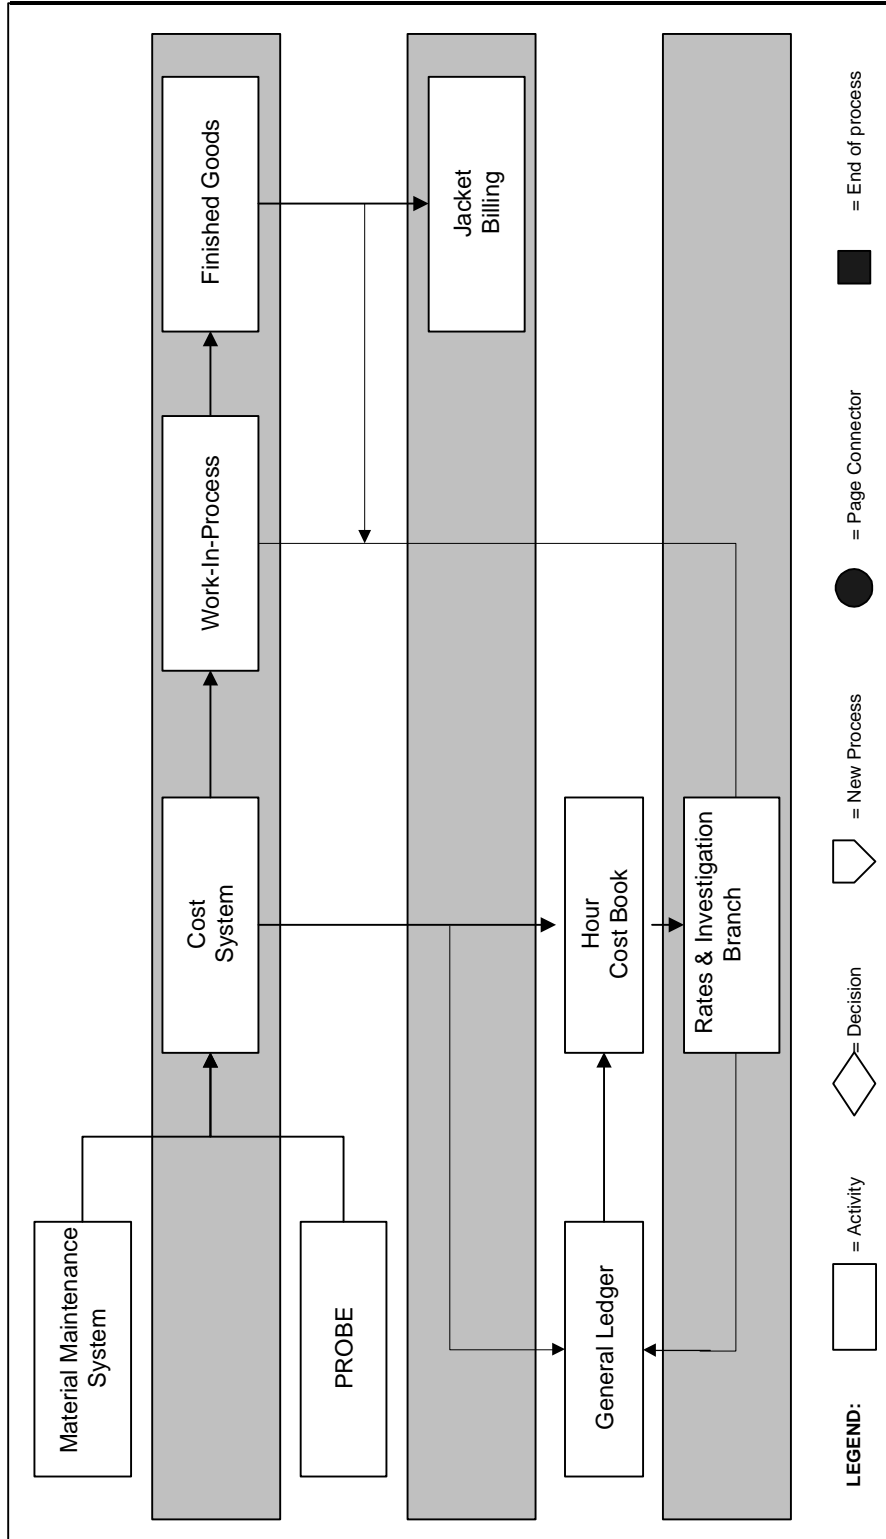 Material Maintenance
System
Cost
System
Work-In-Process
Finished Goods
PROBE
Jacket
Billing
General Ledger
Hour
Cost Book
Rates & Investigation
Branch
LEGEND:
= Activity
= Decision
= New Process
= Page Connector
= End of process